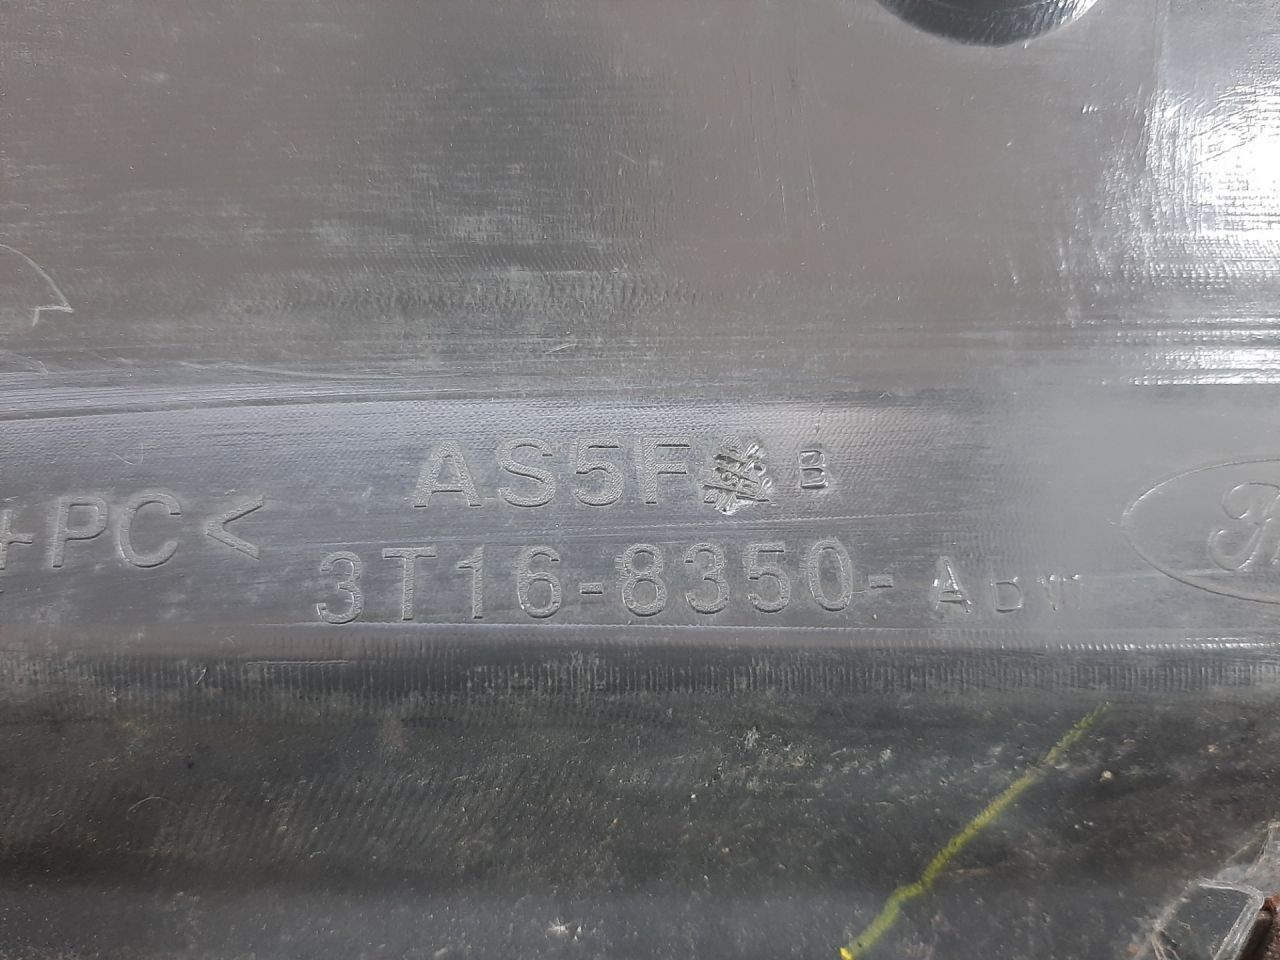 AS5F B
+PC<
3T16-8350-A